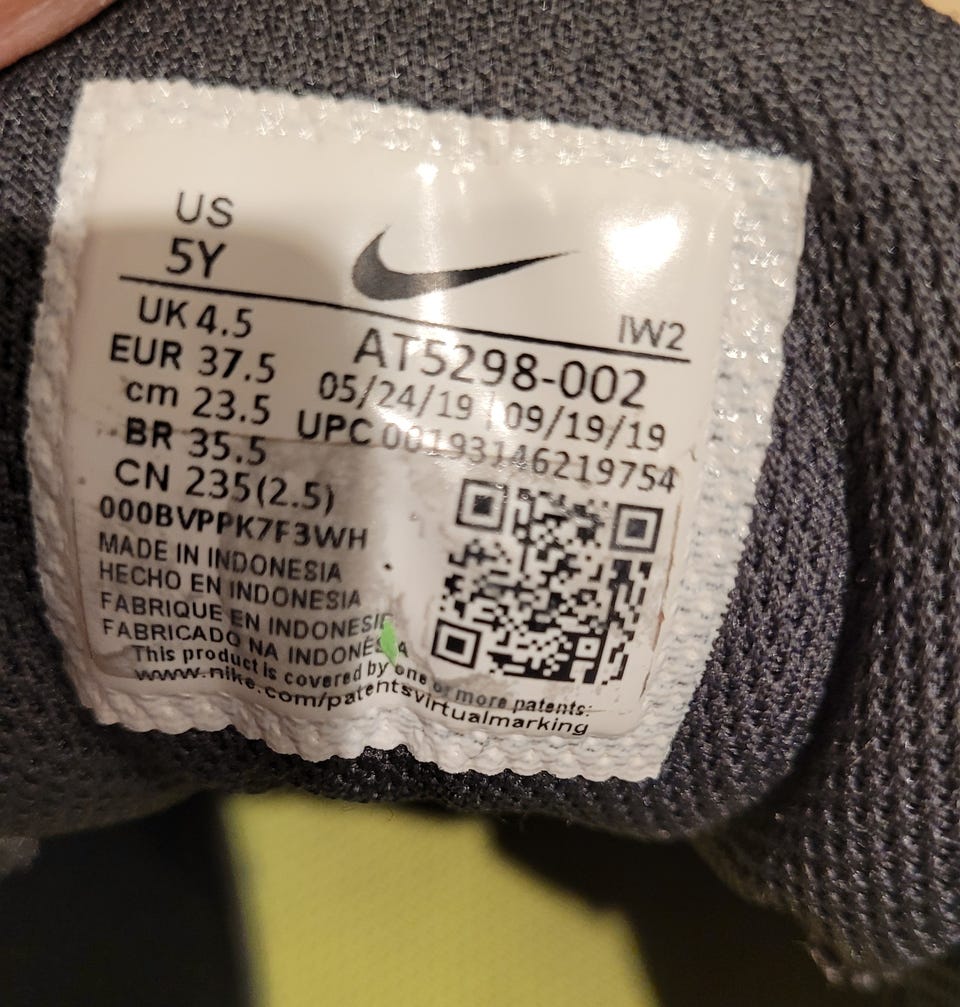 US
5Y
IW2
UK 4.5
AT5298-002
EUR 37.5
05/24/19 | 09/19/19
cm 23.5
UPC 00193146219754
BR 35.5
CN 235(2.5)
000BVPPK7F3WH
MADE IN INDONESIA
HECHO EN INDONESIA
FABRIQUE EN INDONESIE
FABRICADO NA INDONÉSIA
This product is covered by one or more patents:
www.nike.com/patentsvirtualmarking